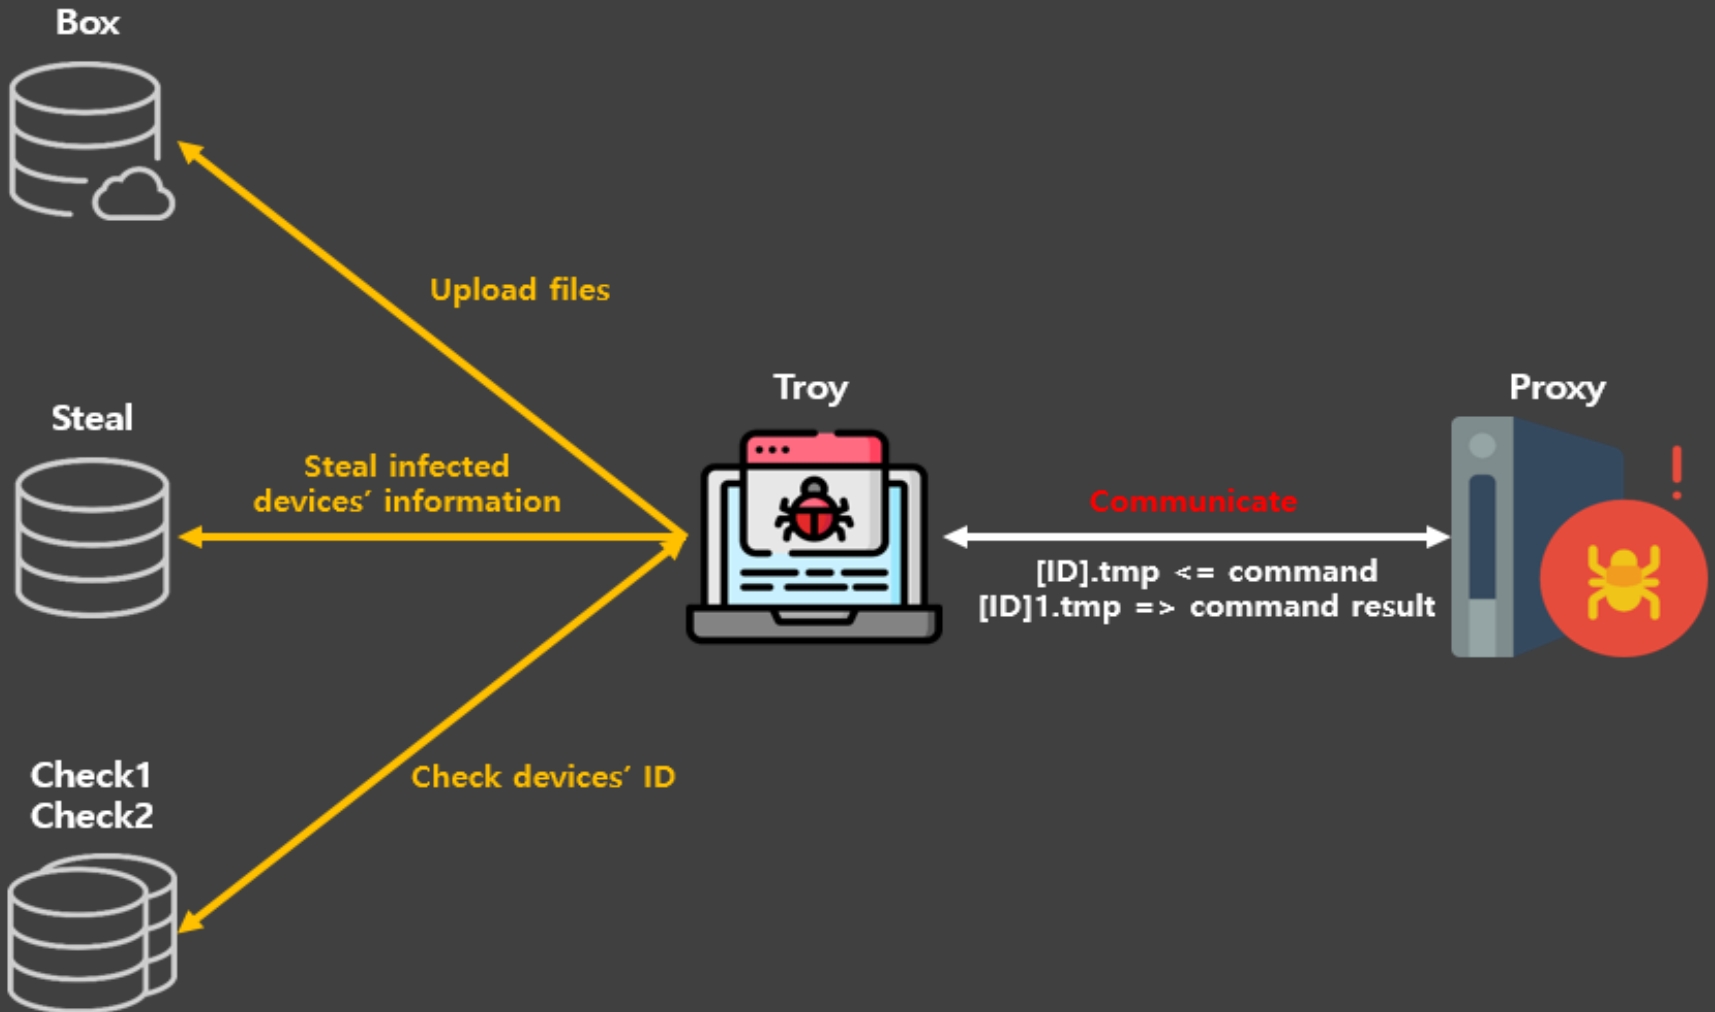 Box
Upload files
Steal
Steal infected
devices’ information
Troy
Proxy
Communicate
[ID].tmp <= command
[ID]1.tmp => command result
Check1
Check2
Check devices’ ID